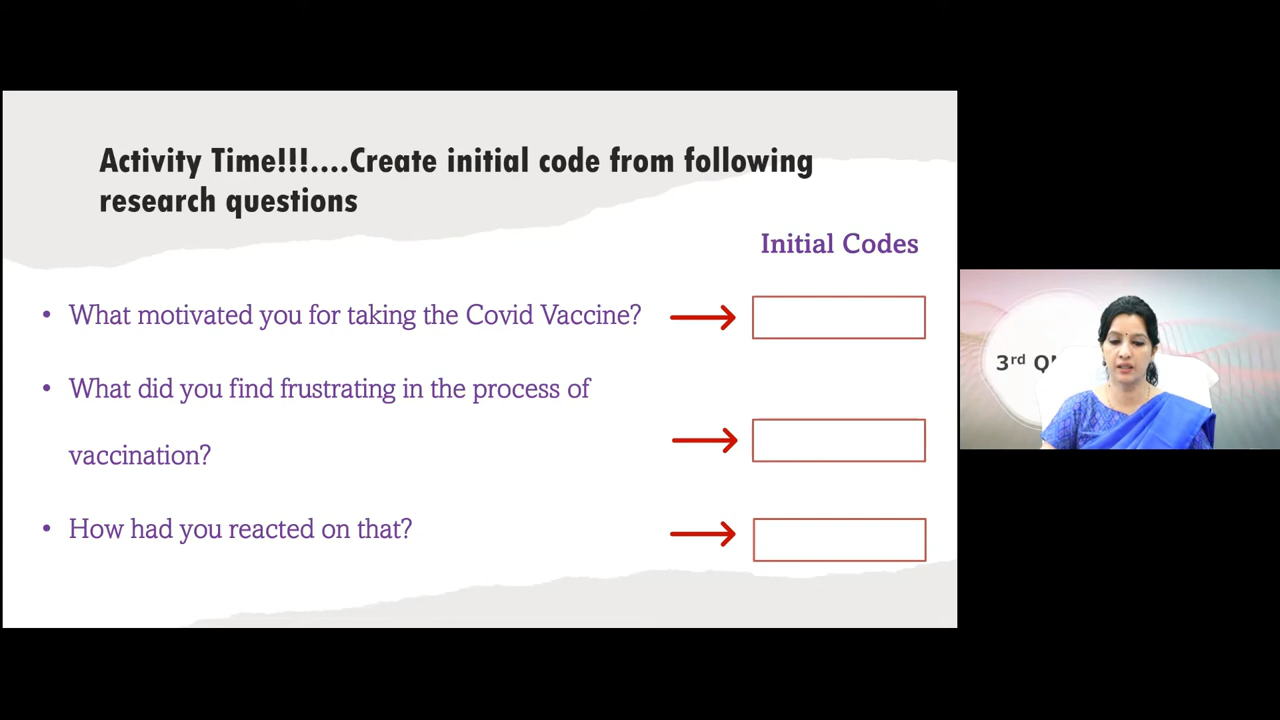 Activity Time!!!....Create initial code from following
research questions
Initial Codes
• What motivated you for taking the Covid Vaccine?
• What did you find frustrating in the process of
vaccination?
• How had you reacted on that?
3rd